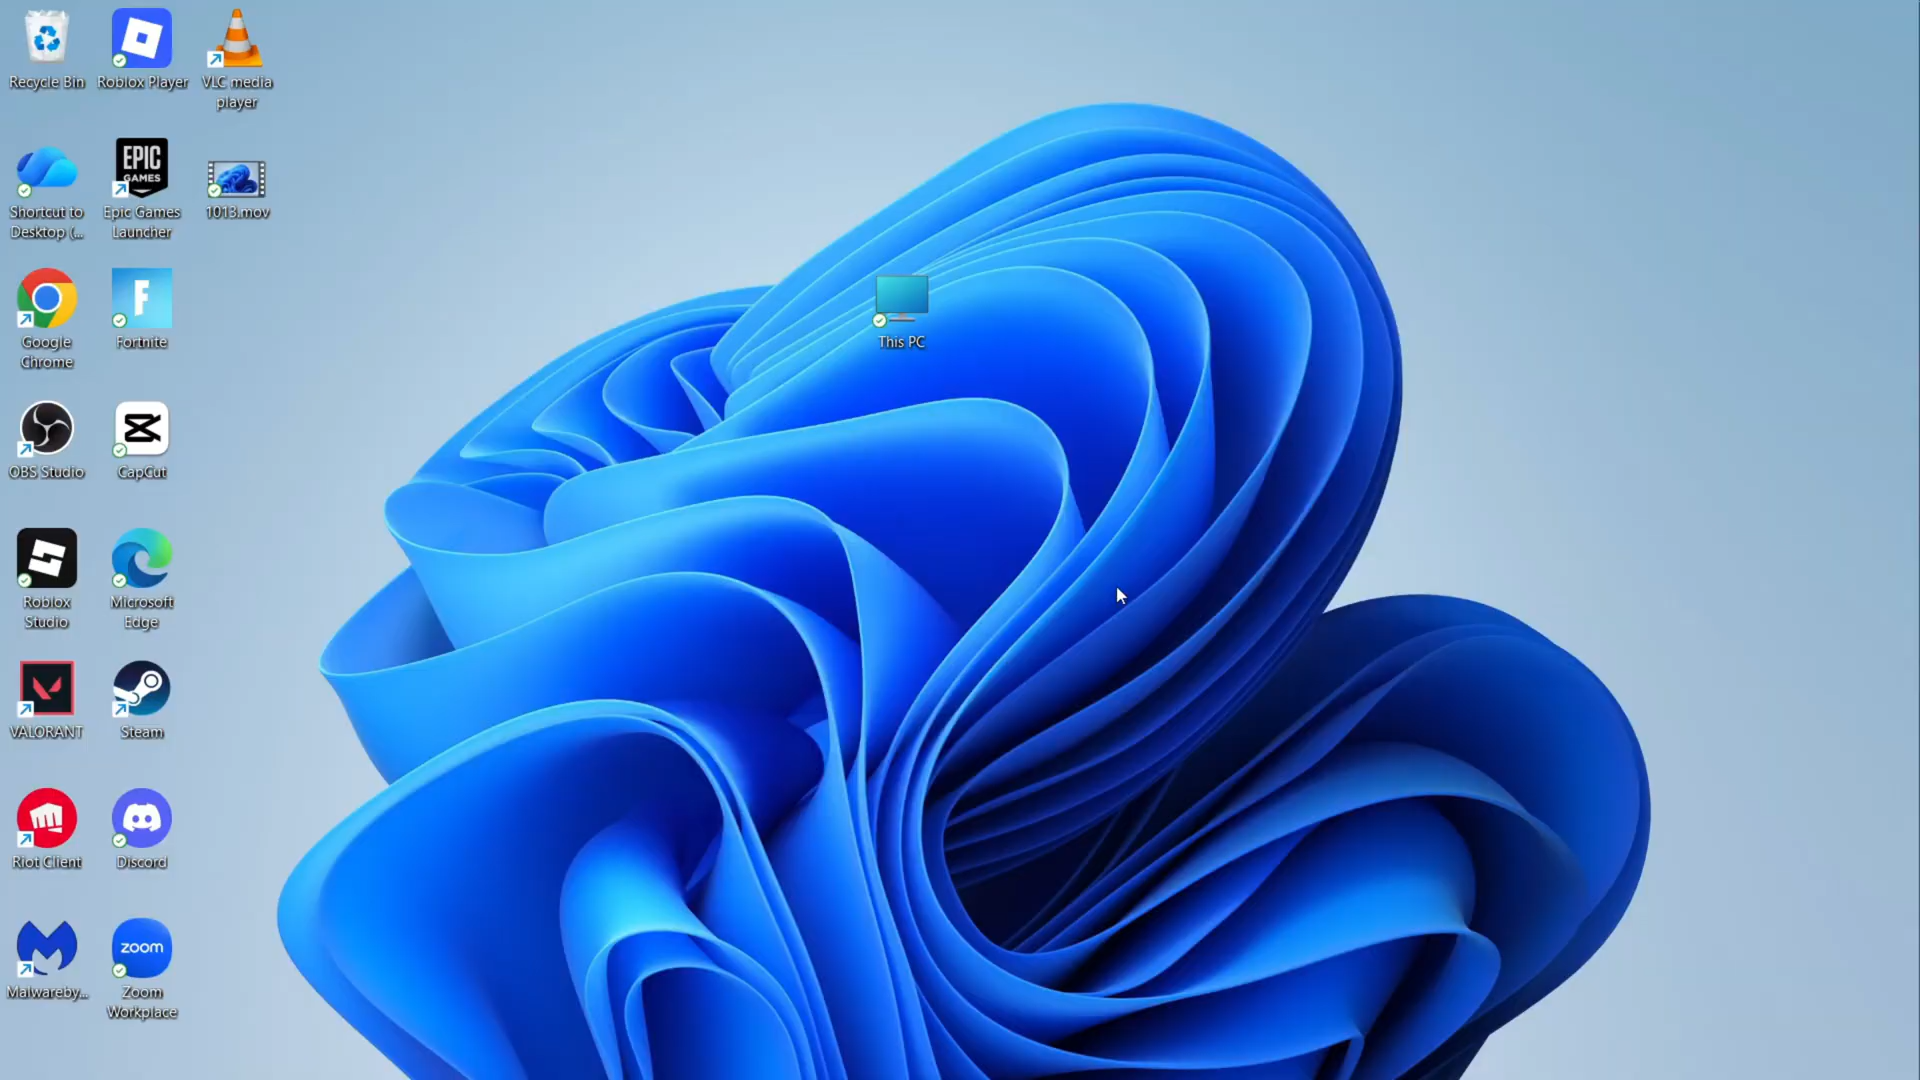 Recycle Bin
Roblox Player
VLC media
player
EPIC
GAMES
Shortcut to
Desktop (...
Epic Games
Launcher
1013.mov
Google
Chrome
F
Fortnite
This PC
OBS Studio
CapCut
Roblox
Studio
Microsoft
Edge
VALORANT
Steam
Riot Client
Discord
zoom
Malwareby...
Zoom
Workplace